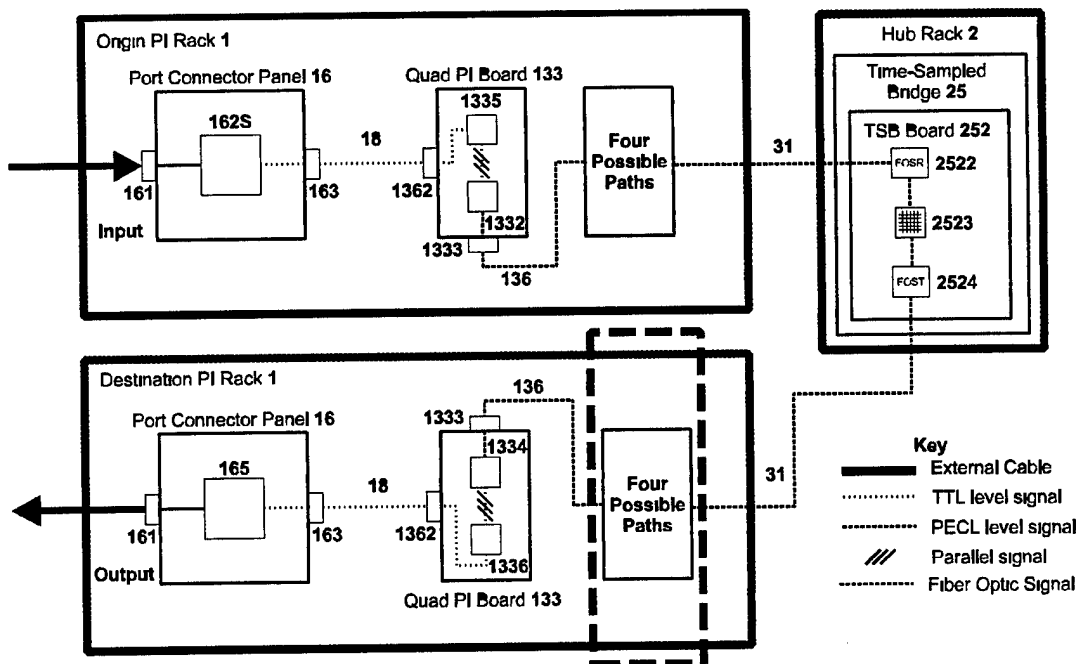 Origin PI Rack 1
Port Connector Panel 16
162S
161
163
Input
18
Quad PI Board 133
1335
1362
1332
1333
136
Four
Possible
Paths
31
Hub Rack 2
Time-Sampled
Bridge 25
TSB Board 252
FOSR
2522
2523
FOST
2524
Destination PI Rack 1
Port Connector Panel 16
165
161
163
Output
18
1333
136
1334
1362
1336
Quad PI Board 133
Four
Possible
Paths
31
Key
External Cable
TTL level signal
PECL level signal
Parallel signal
Fiber Optic Signal